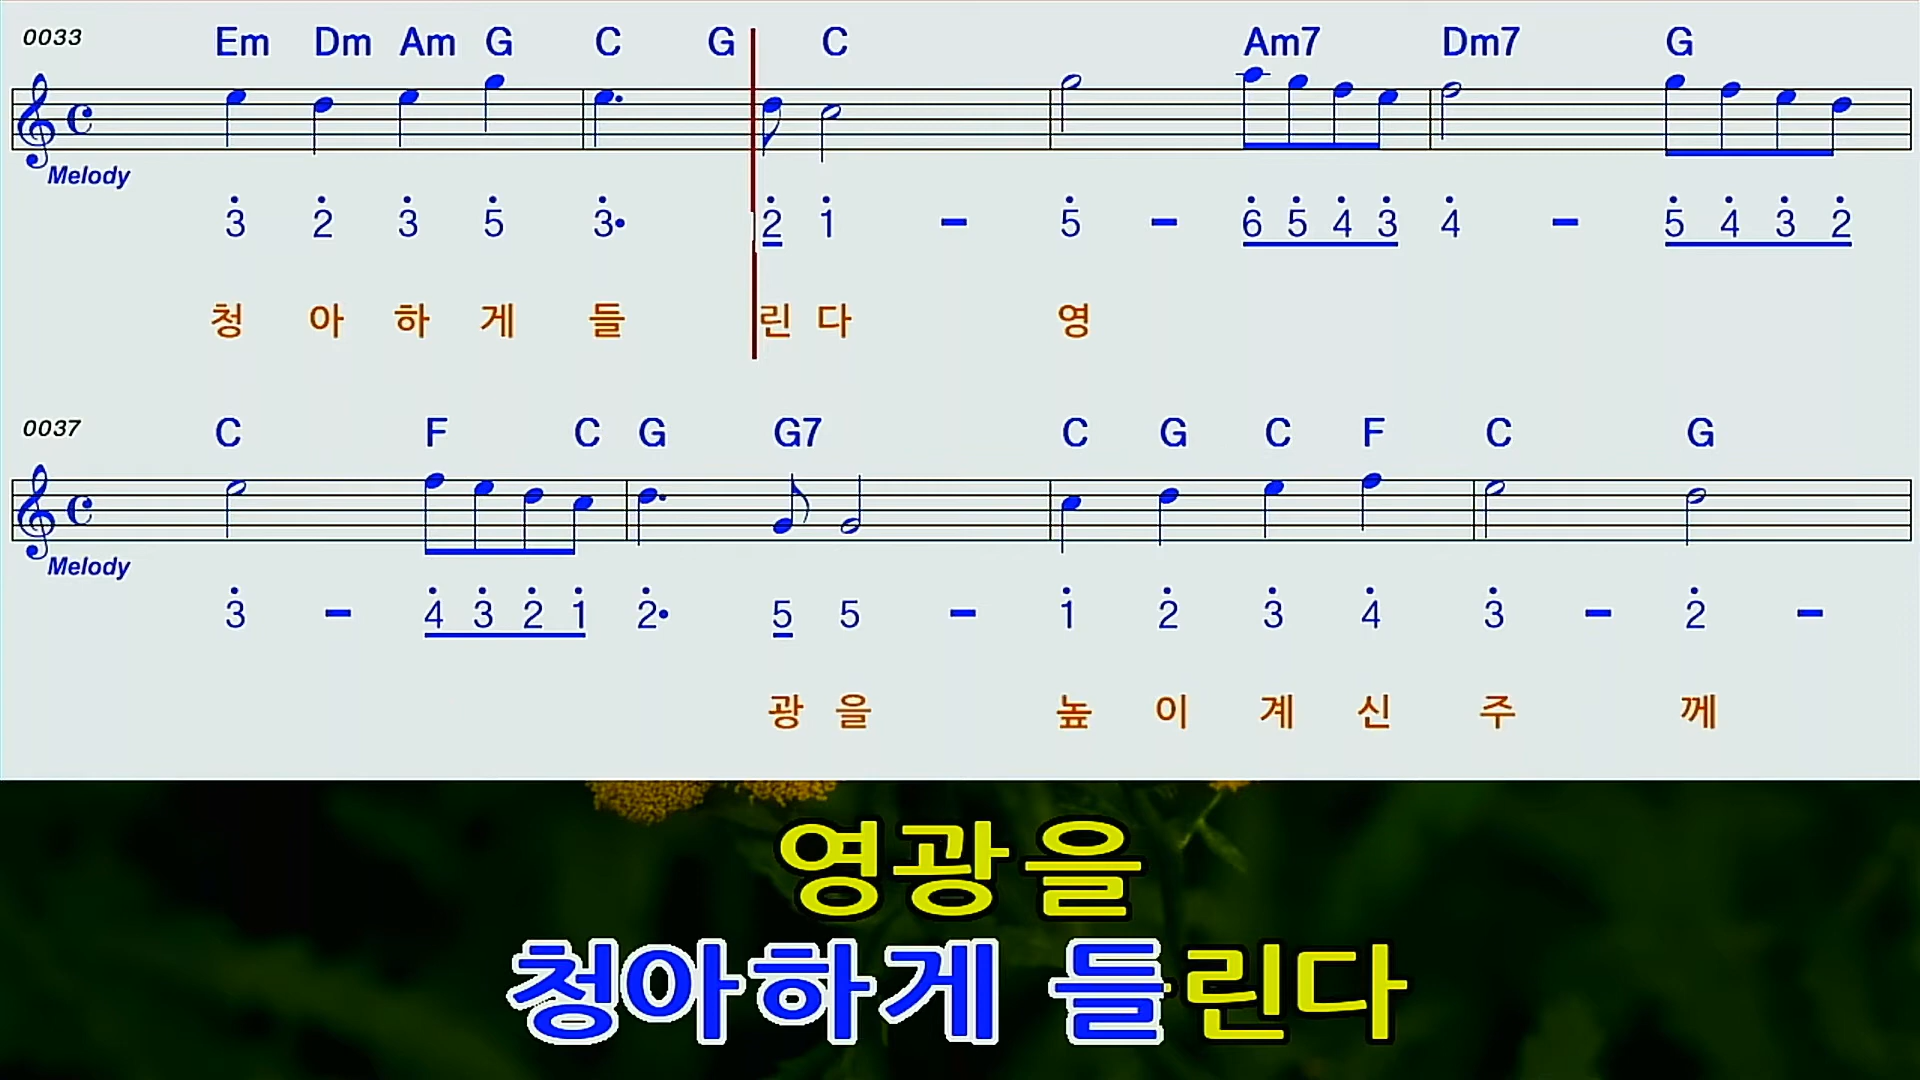 0033 Em Dm Am G C G C Am7 Dm7 G
Melody
3 2 3 5 3• 2 1 - 5 - 6 5 4 3 4 - 5 4 3 2
청 아 하 게 들 린 다 영
0037 C F C G G7 C G C F C G
Melody
3 - 4 3 2 1 2• 5 5 - 1 2 3 4 3 - 2 -
광 을 높 이 계 신 주 께
영광을
청아하게 들린다